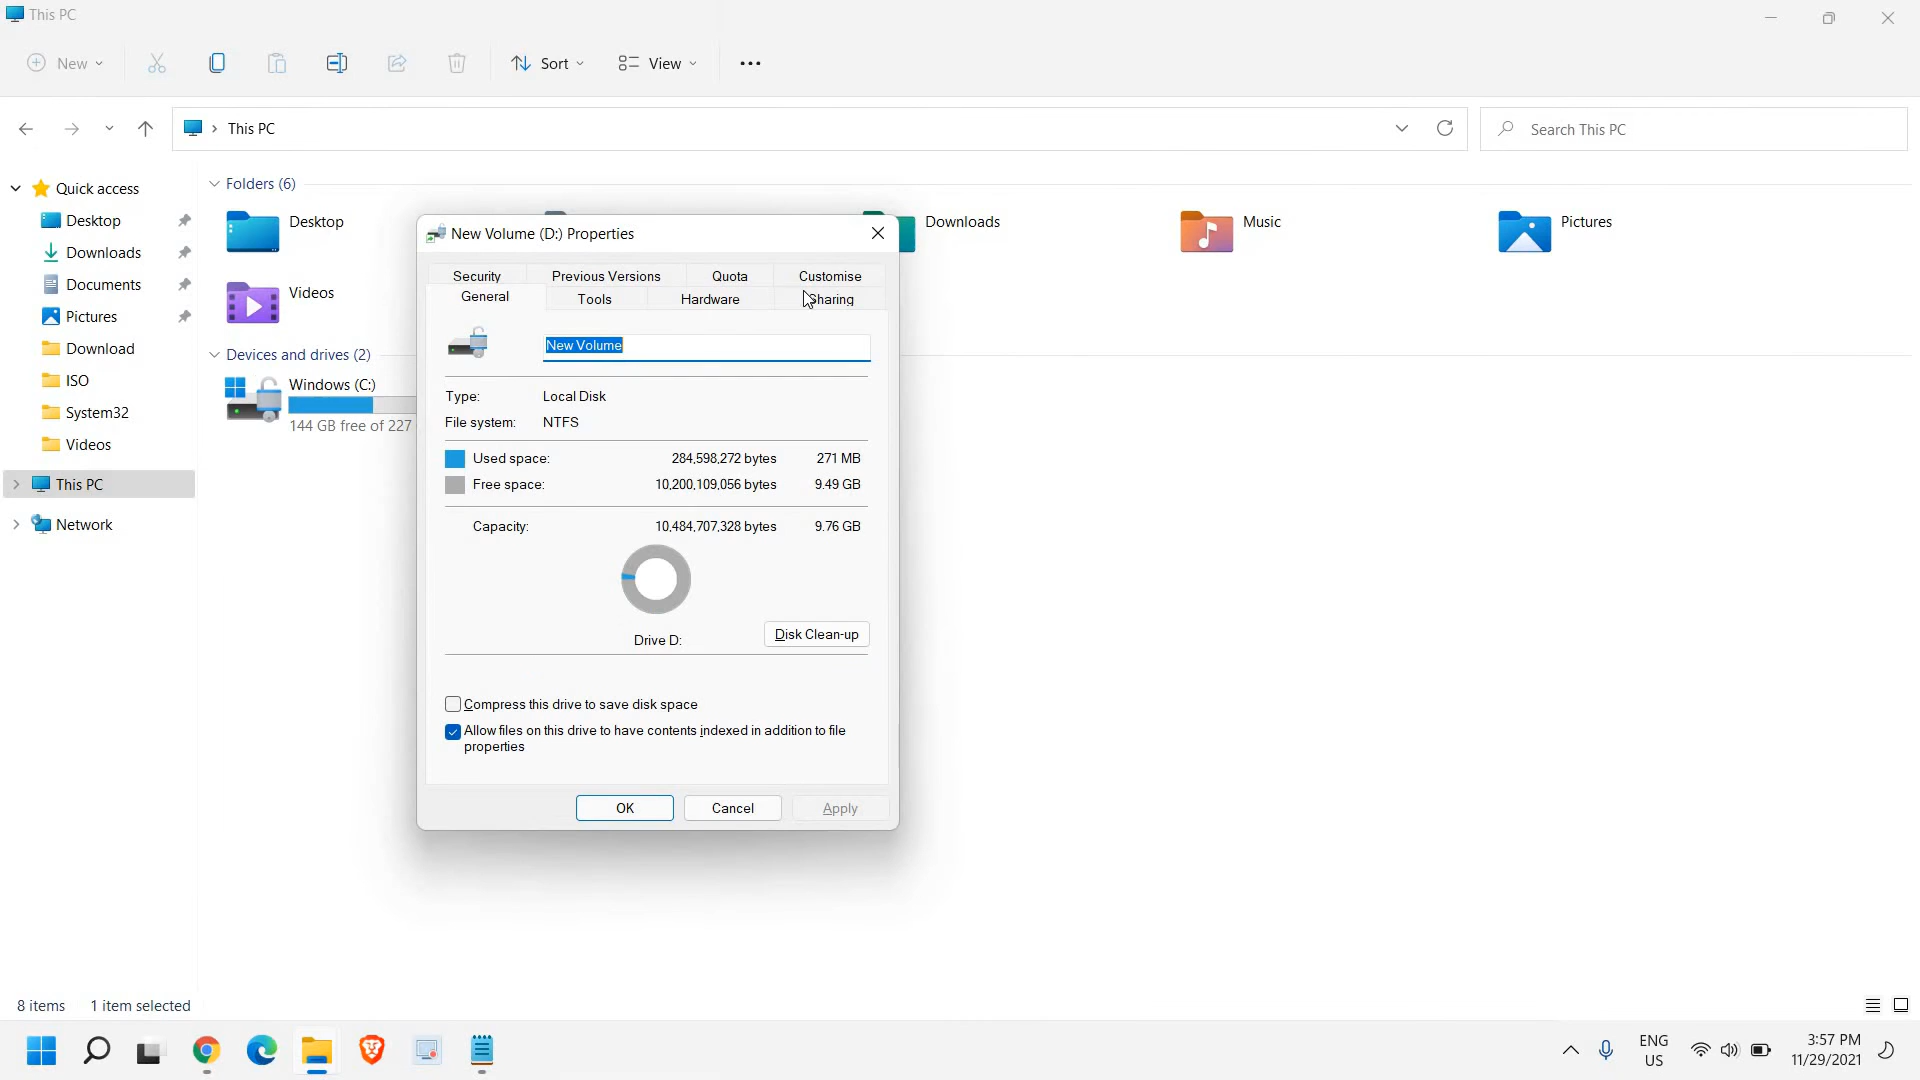 This PC
New
Sort
View
This PC
Search This PC
Quick access
Desktop
Downloads
Documents
Pictures
Download
ISO
System32
Videos
This PC
Network
Folders (6)
Desktop
Downloads
Music
Pictures
Videos
Devices and drives (2)
Windows (C:)
144 GB free of 227
New Volume (D:) Properties
Security Previous Versions Quota Customise
General Tools Hardware Sharing
New Volume
Type: Local Disk
File system: NTFS
Used space: 284,598,272 bytes 271 MB
Free space: 10,200,109,056 bytes 9.49 GB
Capacity: 10,484,707,328 bytes 9.76 GB
Drive D:
Disk Clean-up
Compress this drive to save disk space
Allow files on this drive to have contents indexed in addition to file
properties
OK Cancel Apply
8 items 1 item selected
ENG
US
3:57 PM
11/29/2021